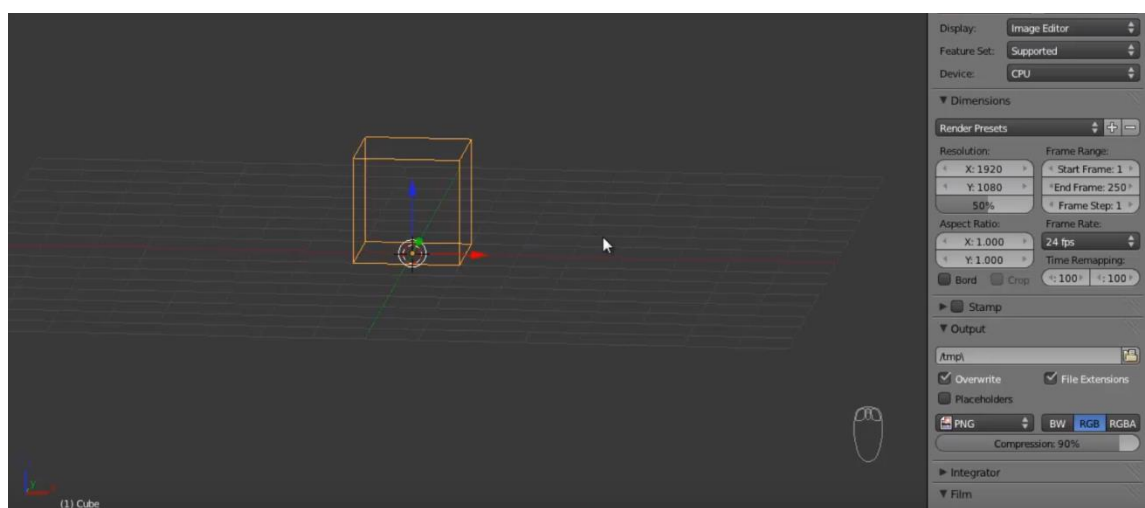 Display: Image Editor
Feature Set: Supported
Device: CPU
Dimensions
Render Presets
Resolution: Frame Range:
X: 1920 Start Frame: 1
Y: 1080 End Frame: 250
50% Frame Step: 1
Aspect Ratio: Frame Rate:
X: 1.000 24 fps
Y: 1.000 Time Remapping:
Bord Crop : 100 : 100
Stamp
Output
/tmp\
Overwrite File Extensions
Placeholders
PNG BW RGB RGBA
Compression: 90%
Integrator
Film
y
(1) Cube